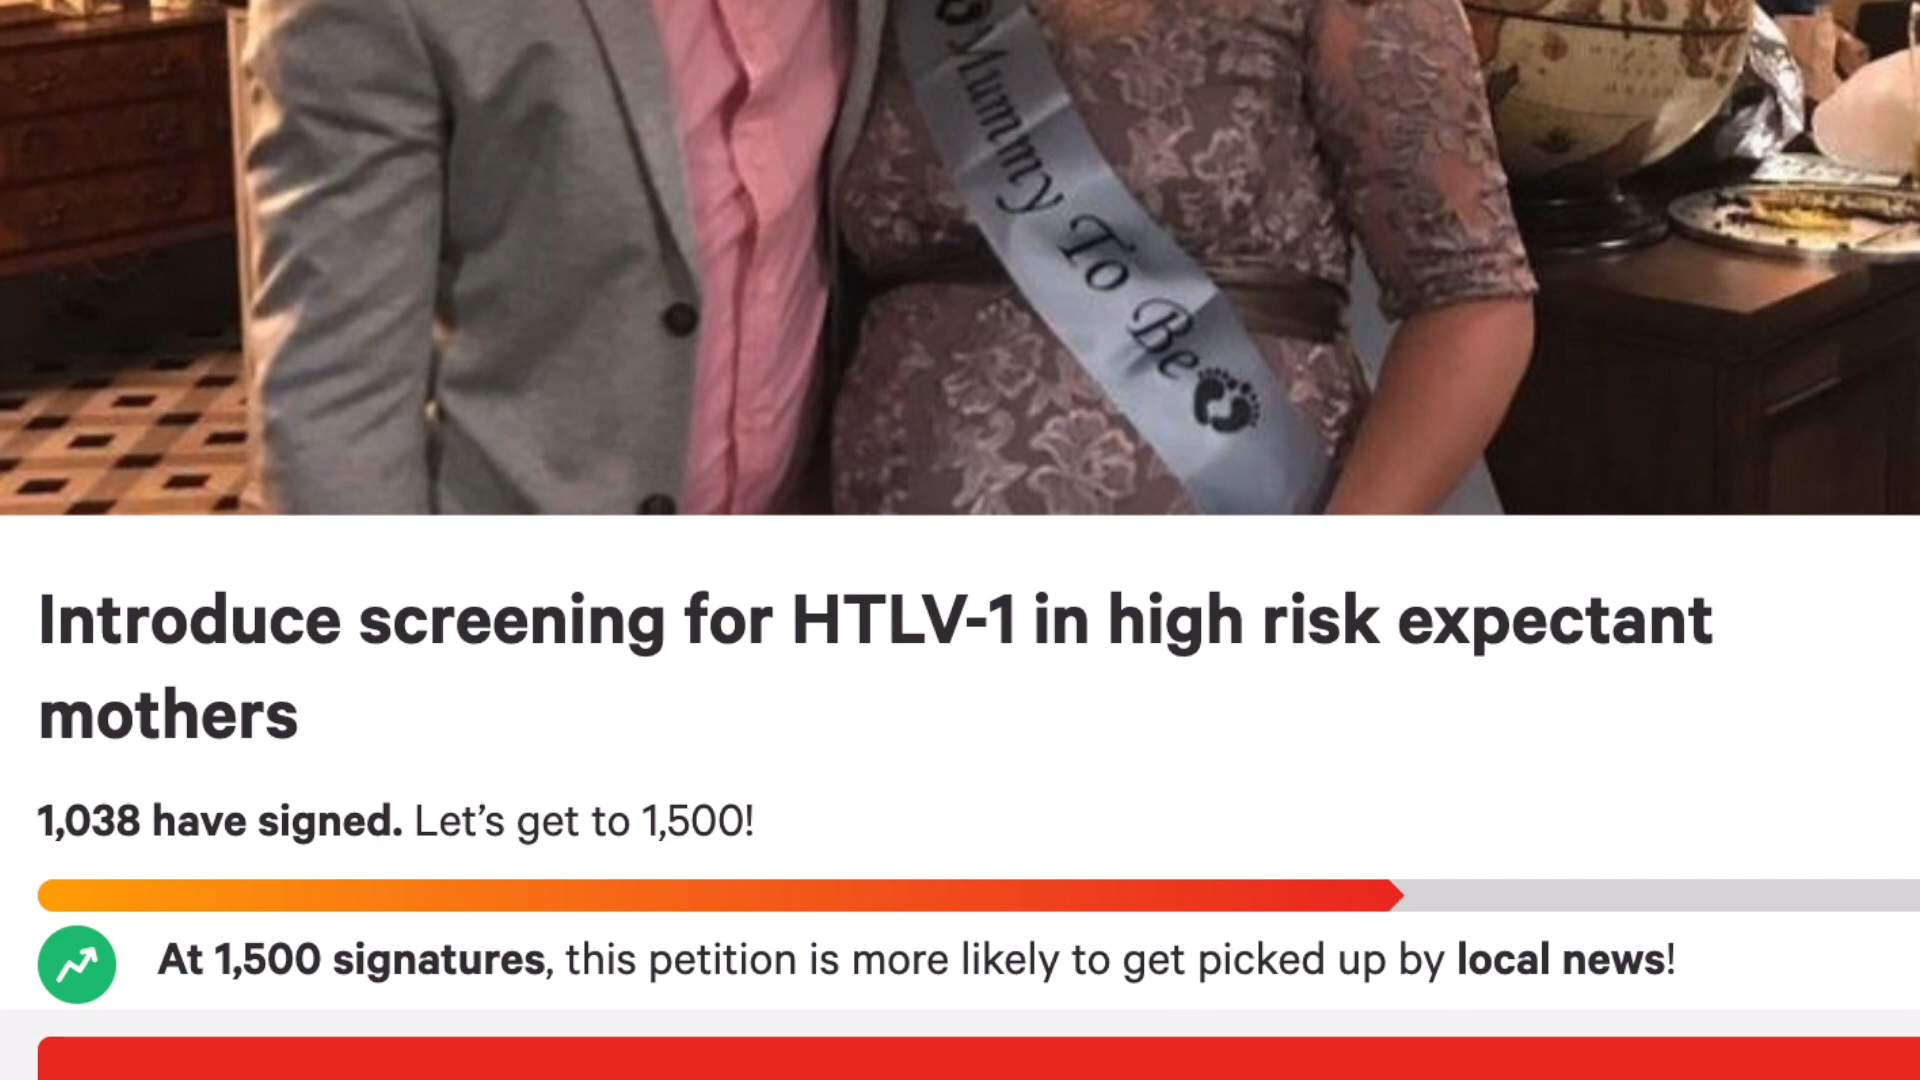 Mummy To Be
Introduce screening for HTLV-1 in high risk expectant
mothers
1,038 have signed. Let’s get to 1,500!
At 1,500 signatures, this petition is more likely to get picked up by local news!